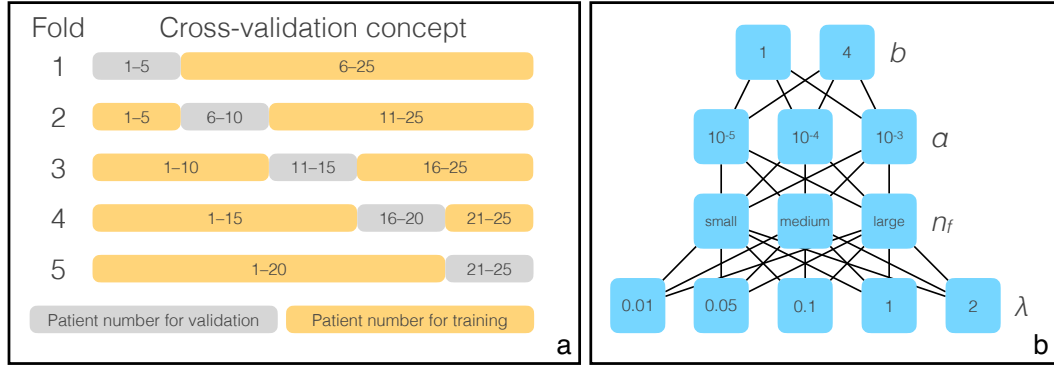 Fold Cross-validation concept
1 1–5 6–25
2 1–5 6–10 11–25
3 1–10 11–15 16–25
4 1–15 16–20 21–25
5 1–20 21–25
Patient number for validation Patient number for training
a
1 4 b
10⁻⁵ 10⁻⁴ 10⁻³ a
small medium large n_f
0.01 0.05 0.1 1 2 λ
b